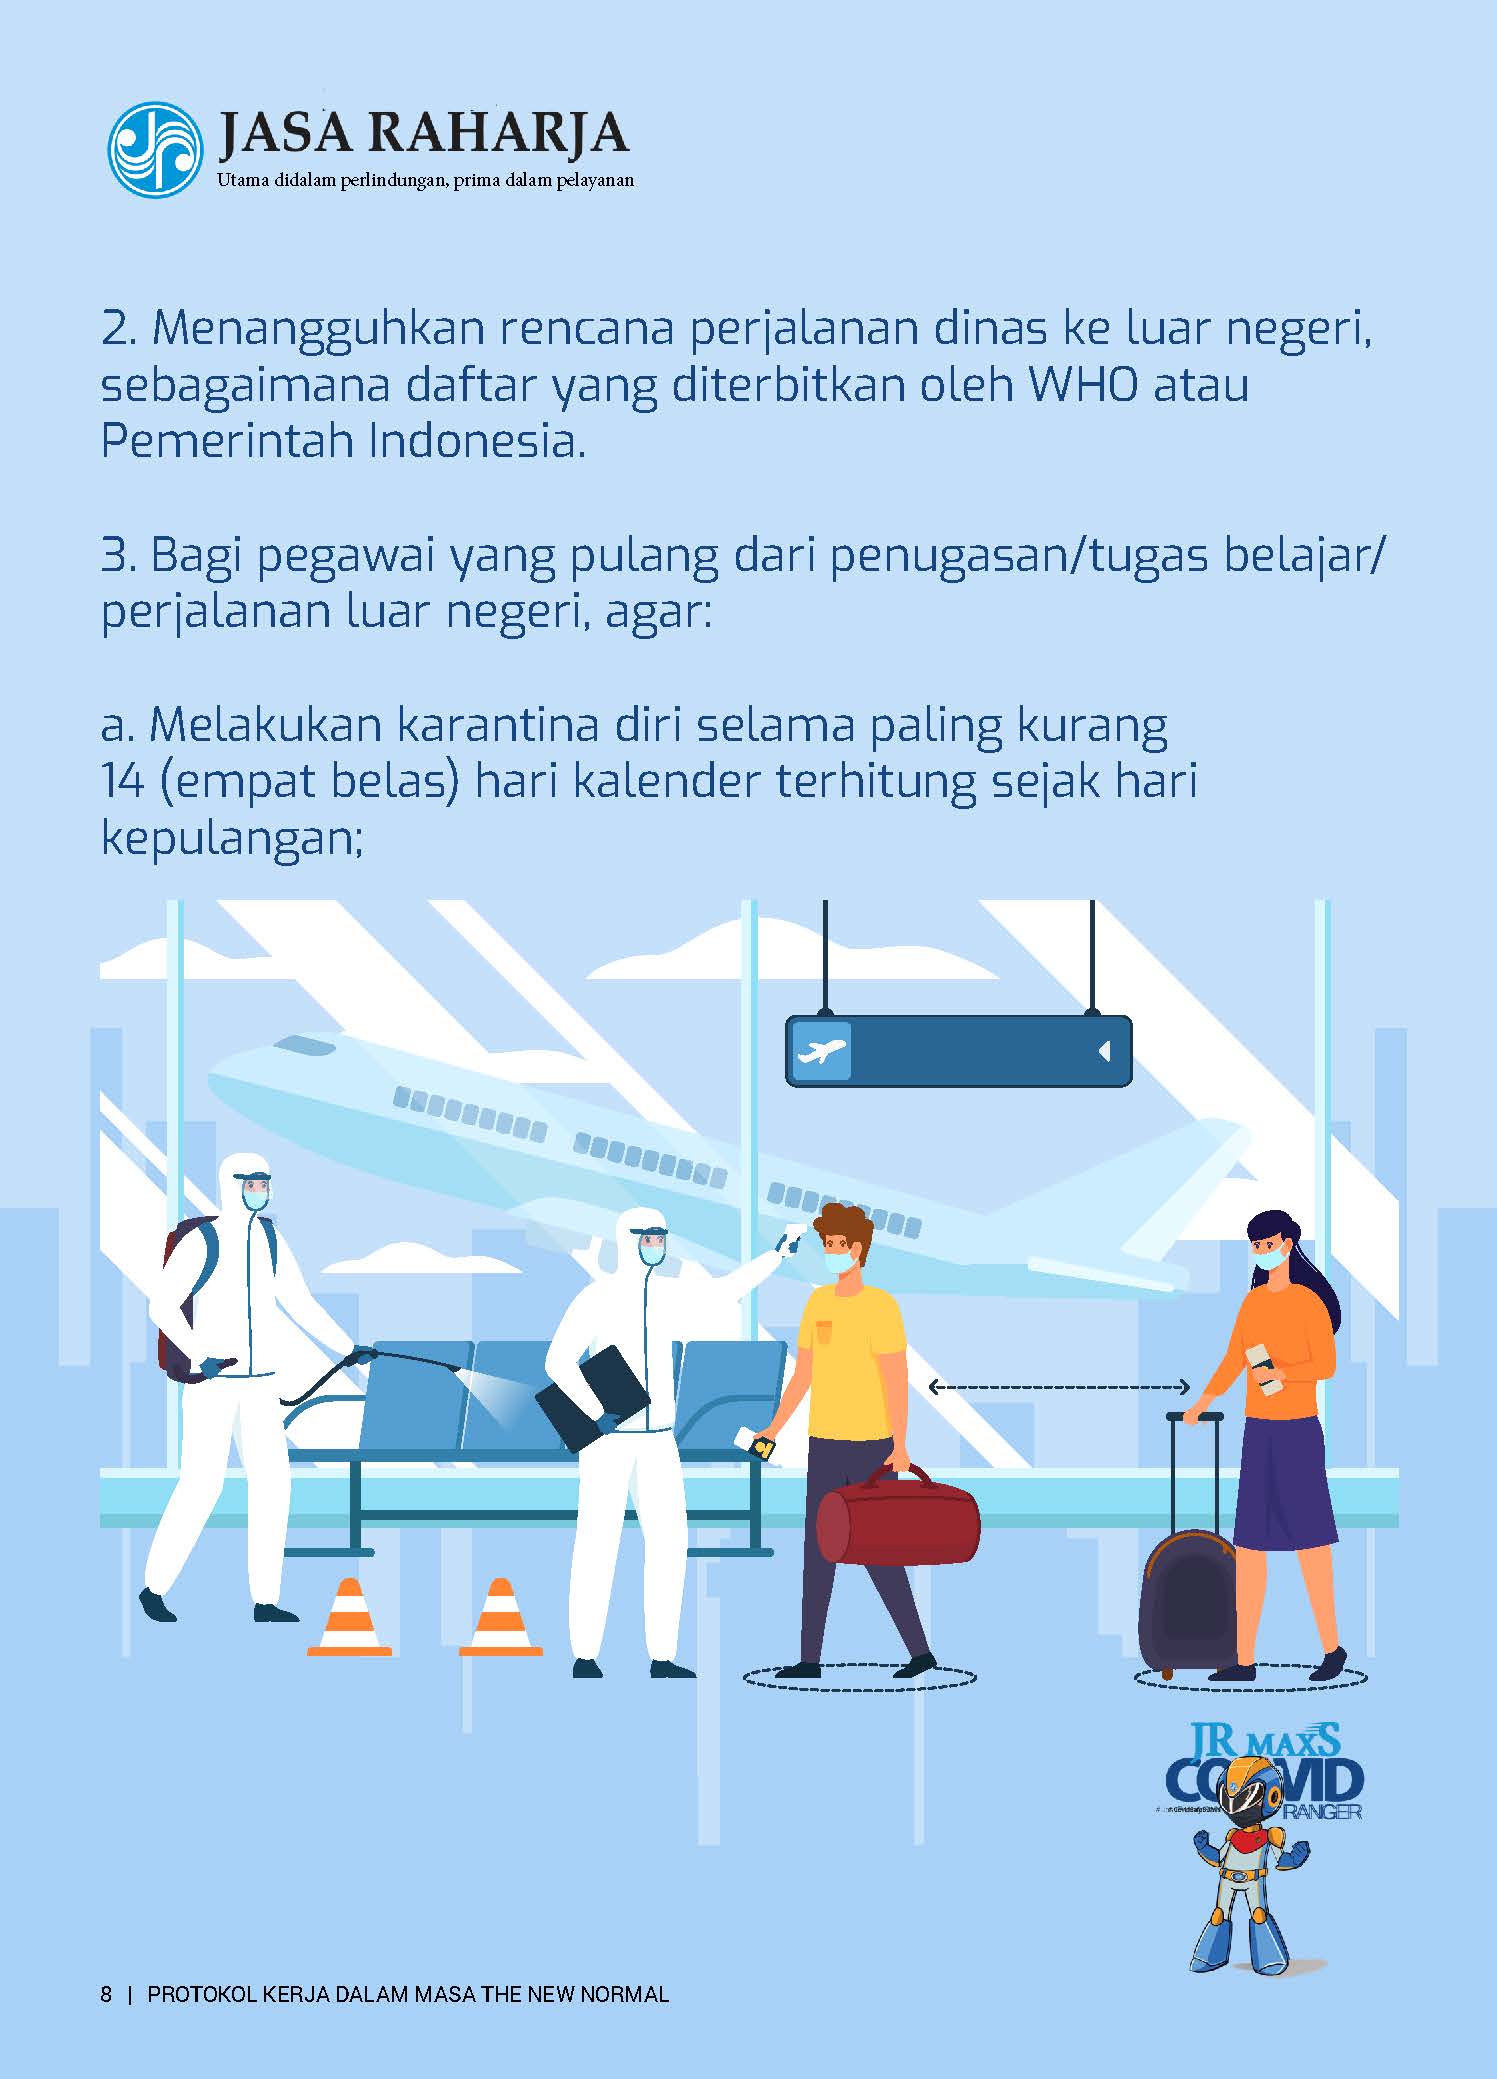 JASA RAHARJA
Utama didalam perlindungan, prima dalam pelayanan
2. Menangguhkan rencana perjalanan dinas ke luar negeri,
sebagaimana daftar yang diterbitkan oleh WHO atau
Pemerintah Indonesia.
3. Bagi pegawai yang pulang dari penugasan/tugas belajar/
perjalanan luar negeri, agar:
a. Melakukan karantina diri selama paling kurang
14 (empat belas) hari kalender terhitung sejak hari
kepulangan;
JR MAXS
COVID
RANGER
8 | PROTOKOL KERJA DALAM MASA THE NEW NORMAL